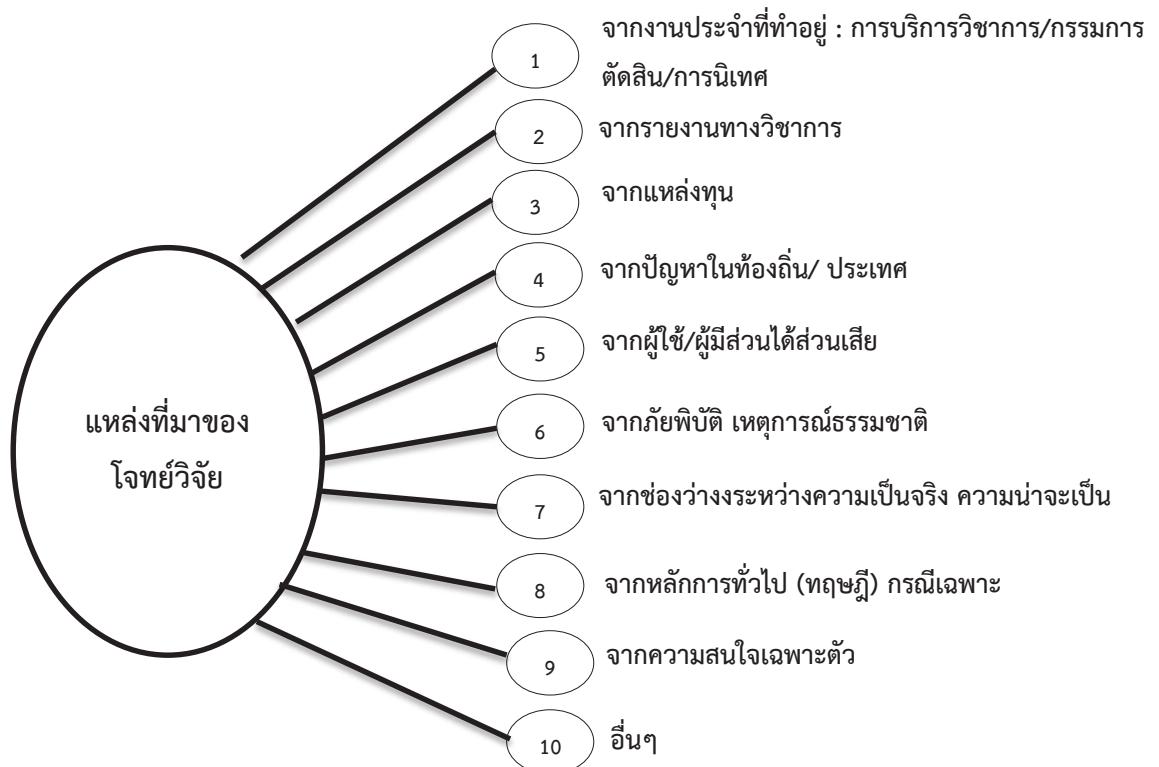 แหล่งที่มาของ
โจทย์วิจัย
1
จากงานประจำที่ทำอยู่ : การบริการวิชาการ/กรรมการ
ตัดสิน/การนิเทศ
2
จากรายงานทางวิชาการ
3
จากแหล่งทุน
4
จากปัญหาในท้องถิ่น/ ประเทศ
5
จากผู้ใช้/ผู้มีส่วนได้ส่วนเสีย
6
จากภัยพิบัติ เหตุการณ์ธรรมชาติ
7
จากช่องว่างงระหว่างความเป็นจริง ความน่าจะเป็น
8
จากหลักการทั่วไป (ทฤษฎี) กรณีเฉพาะ
9
จากความสนใจเฉพาะตัว
10
อื่นๆ